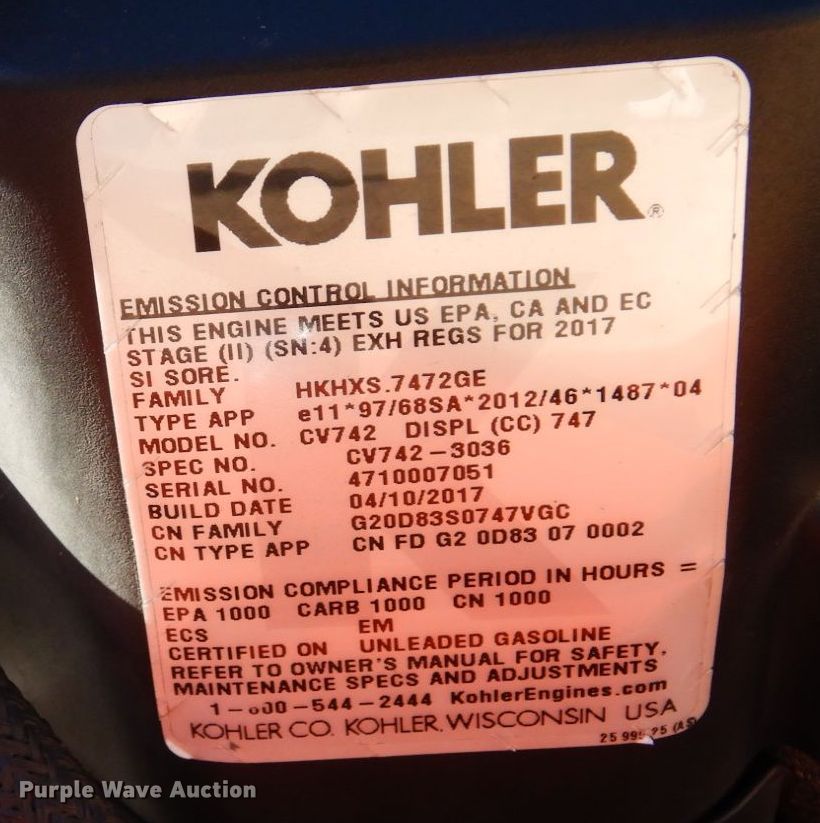 KOHLER®
EMISSION CONTROL INFORMATION
THIS ENGINE MEETS US EPA, CA AND EC
STAGE (II) (SN:4) EXH REGS FOR 2017
SI SORE.
FAMILY HKHXS.7472GE
TYPE APP e11*97/68SA*2012/46*1487*04
MODEL NO. CV742 DISPL (CC) 747
SPEC NO. CV742-3036
SERIAL NO. 4710007051
BUILD DATE 04/10/2017
CN FAMILY G20D83S0747VGC
CN TYPE APP CN FD G2 0D83 07 0002
EMISSION COMPLIANCE PERIOD IN HOURS =
EPA 1000 CARB 1000 CN 1000
ECS EM
CERTIFIED ON UNLEADED GASOLINE
REFER TO OWNER'S MANUAL FOR SAFETY,
MAINTENANCE SPECS AND ADJUSTMENTS
1-800-544-2444 KohlerEngines.com
KOHLER CO. KOHLER, WISCONSIN USA
25
Purple Wave Auction